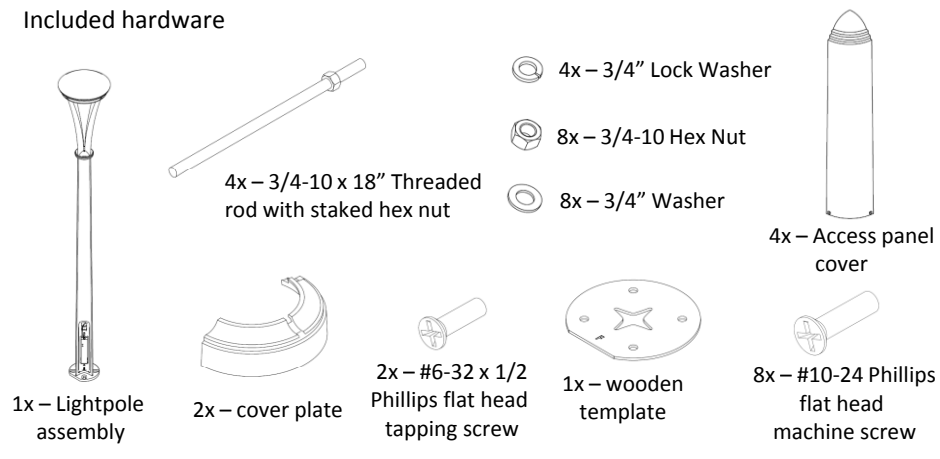 Included hardware
4x – 3/4" Lock Washer
8x – 3/4-10 Hex Nut
8x – 3/4" Washer
4x – 3/4-10 x 18" Threaded
rod with staked hex nut
4x – Access panel
cover
1x – Lightpole
assembly
2x – cover plate
2x – #6-32 x 1/2
Phillips flat head
tapping screw
F
1x – wooden
template
8x – #10-24 Phillips
flat head
machine screw